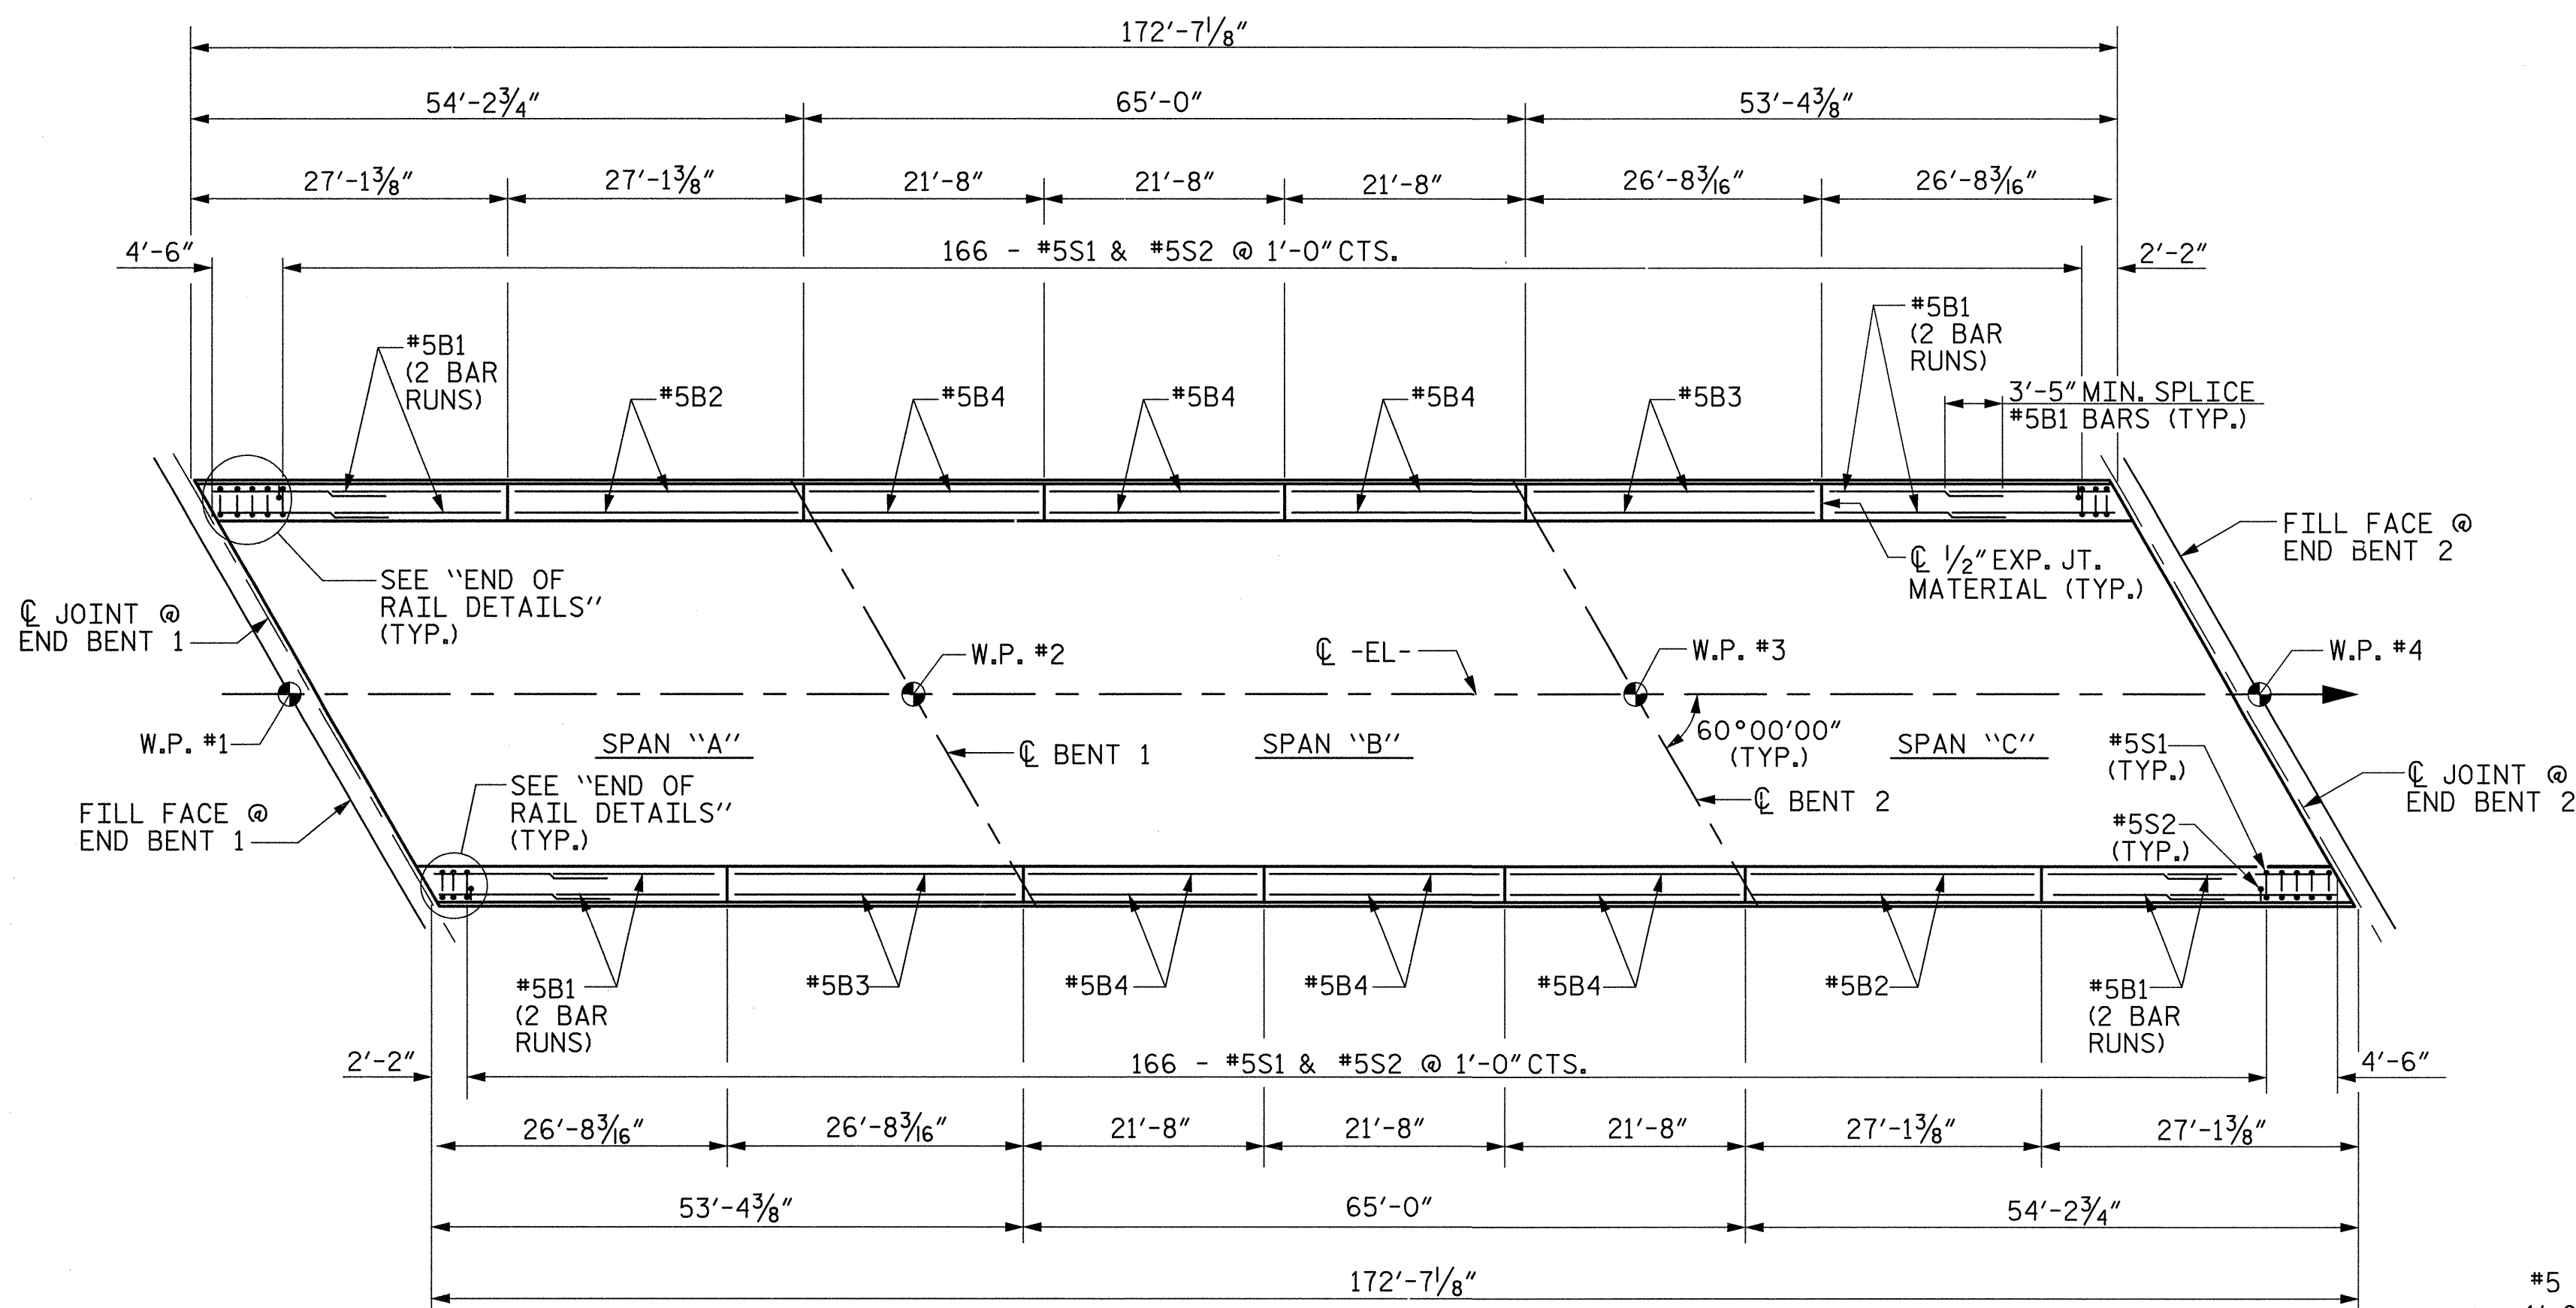 172′-7⅛″
54′-2¾″ 65′-0″ 53′-4⅜″
27′-1⅜″ 27′-1⅜″ 21′-8″ 21′-8″ 21′-8″ 26′-8³⁄₁₆″ 26′-8³⁄₁₆″
4′-6″ 166 - #5S1 & #5S2 @ 1′-0″ CTS. 2′-2″
#5B1
(2 BAR
RUNS)
#5B2
#5B4
#5B4
#5B4
#5B3
#5B1
(2 BAR
RUNS)
3′-5″ MIN. SPLICE
#5B1 BARS (TYP.)
FILL FACE @
END BENT 2
℄ ½″ EXP. JT.
MATERIAL (TYP.)
SEE “END OF
RAIL DETAILS”
(TYP.)
℄ JOINT @
END BENT 1
W.P. #2
℄ -EL-
W.P. #3
W.P. #4
W.P. #1
SPAN “A”
℄ BENT 1
SPAN “B”
60°00′00″
(TYP.)
SPAN “C”
℄ BENT 2
#5S1
(TYP.)
℄ JOINT @
END BENT 2
SEE “END OF
RAIL DETAILS”
(TYP.)
FILL FACE @
END BENT 1
#5S2
(TYP.)
#5B1
(2 BAR
RUNS)
#5B3
#5B4
#5B4
#5B4
#5B2
#5B1
(2 BAR
RUNS)
2′-2″ 166 - #5S1 & #5S2 @ 1′-0″ CTS. 4′-6″
26′-8³⁄₁₆″ 26′-8³⁄₁₆″ 21′-8″ 21′-8″ 21′-8″ 27′-1⅜″ 27′-1⅜″
53′-4⅜″ 65′-0″ 54′-2¾″
172′-7⅛″
#5